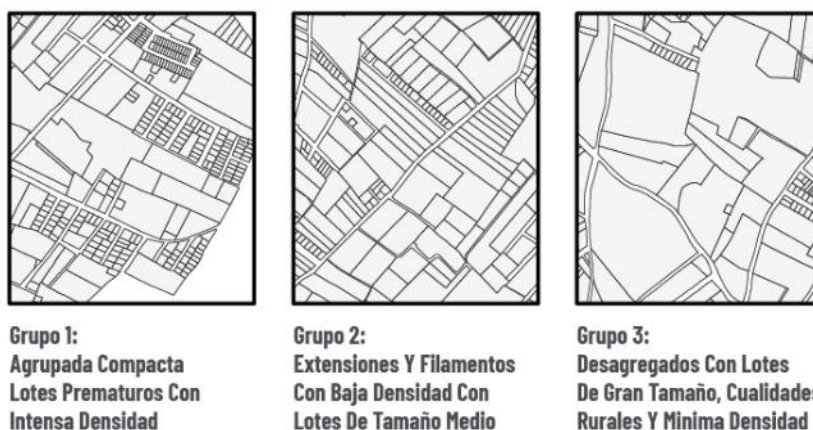 Grupo 1:
Agrupada Compacta
Lotes Prematuros Con
Intensa Densidad
Grupo 2:
Extensiones Y Filamentos
Con Baja Densidad Con
Lotes De Tamaño Medio
Grupo 3:
Desagregados Con Lotes
De Gran Tamaño, Cualidades
Rurales Y Minima Densidad